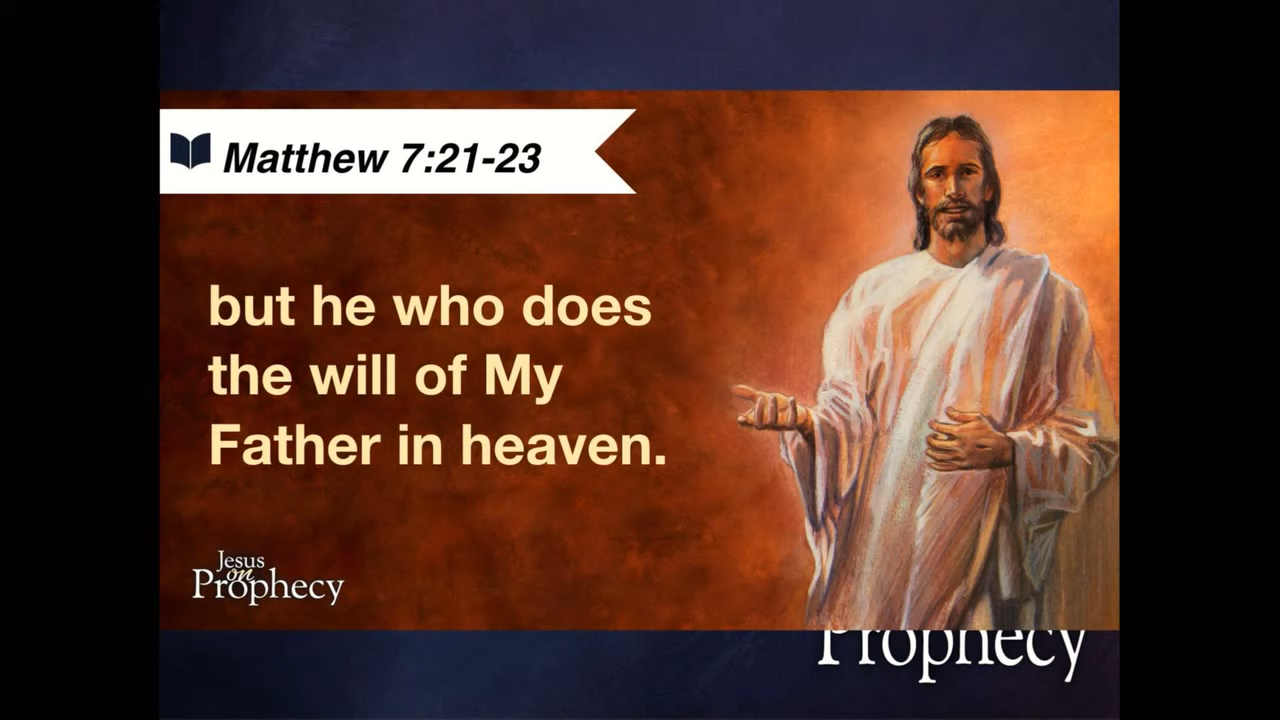 Matthew 7:21-23
but he who does
the will of My
Father in heaven.
Jesus
on
Prophecy
Prophecy